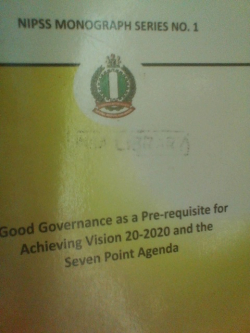 NIPSS MONOGRAPH SERIES NO. 1
LIBRARY
Good Governance as a Pre-requisite for
Achieving Vision 20-2020 and the
Seven Point Agenda